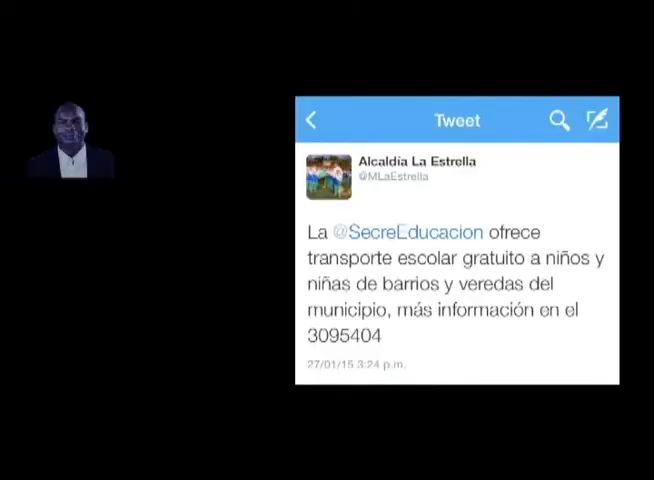 Tweet
Alcaldía La Estrella
@MLaEstrella
La @SecreEducacion ofrece
transporte escolar gratuito a niños y
niñas de barrios y veredas del
municipio, más información en el
3095404
27/01/15 3:24 p.m.